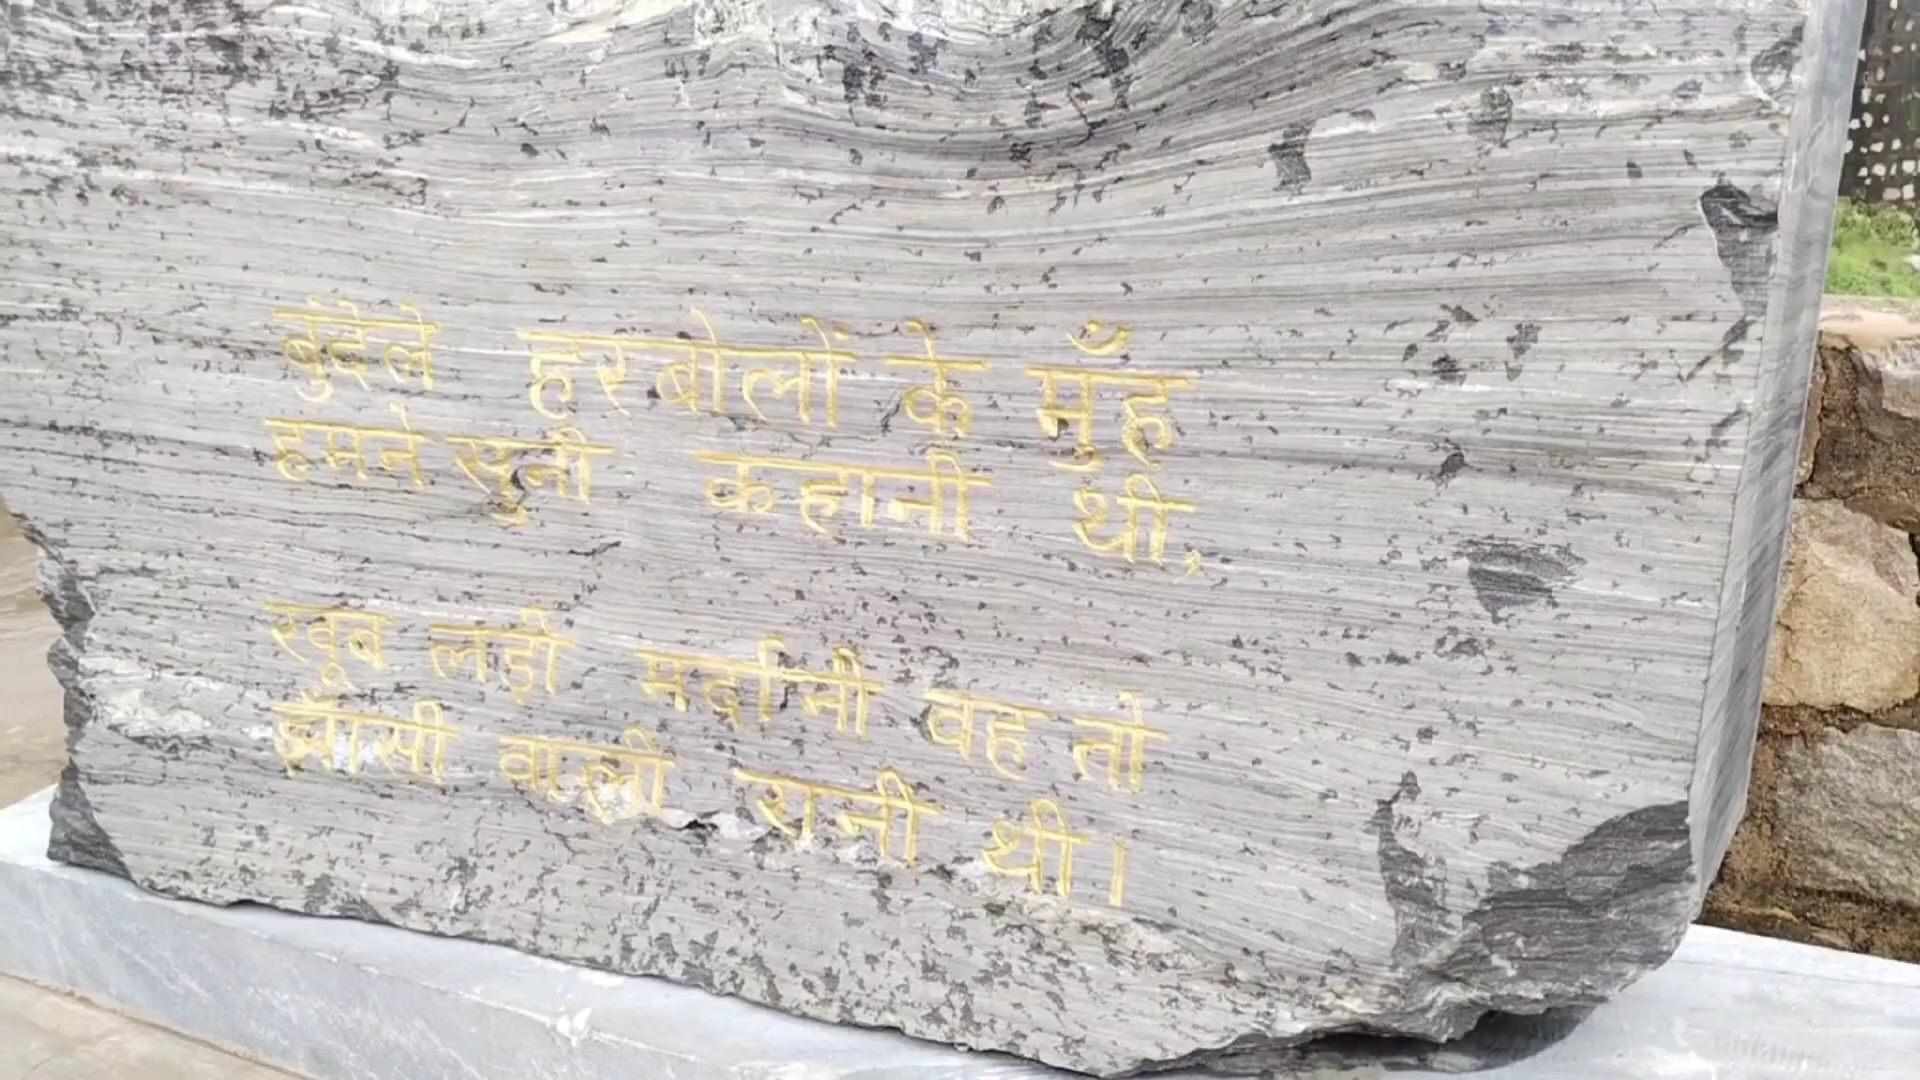 बुंदेले हरबोलों के मुँह
हमने सुनी कहानी थी,
खूब लड़ी मर्दानी वह तो
झाँसी वाली रानी थी।